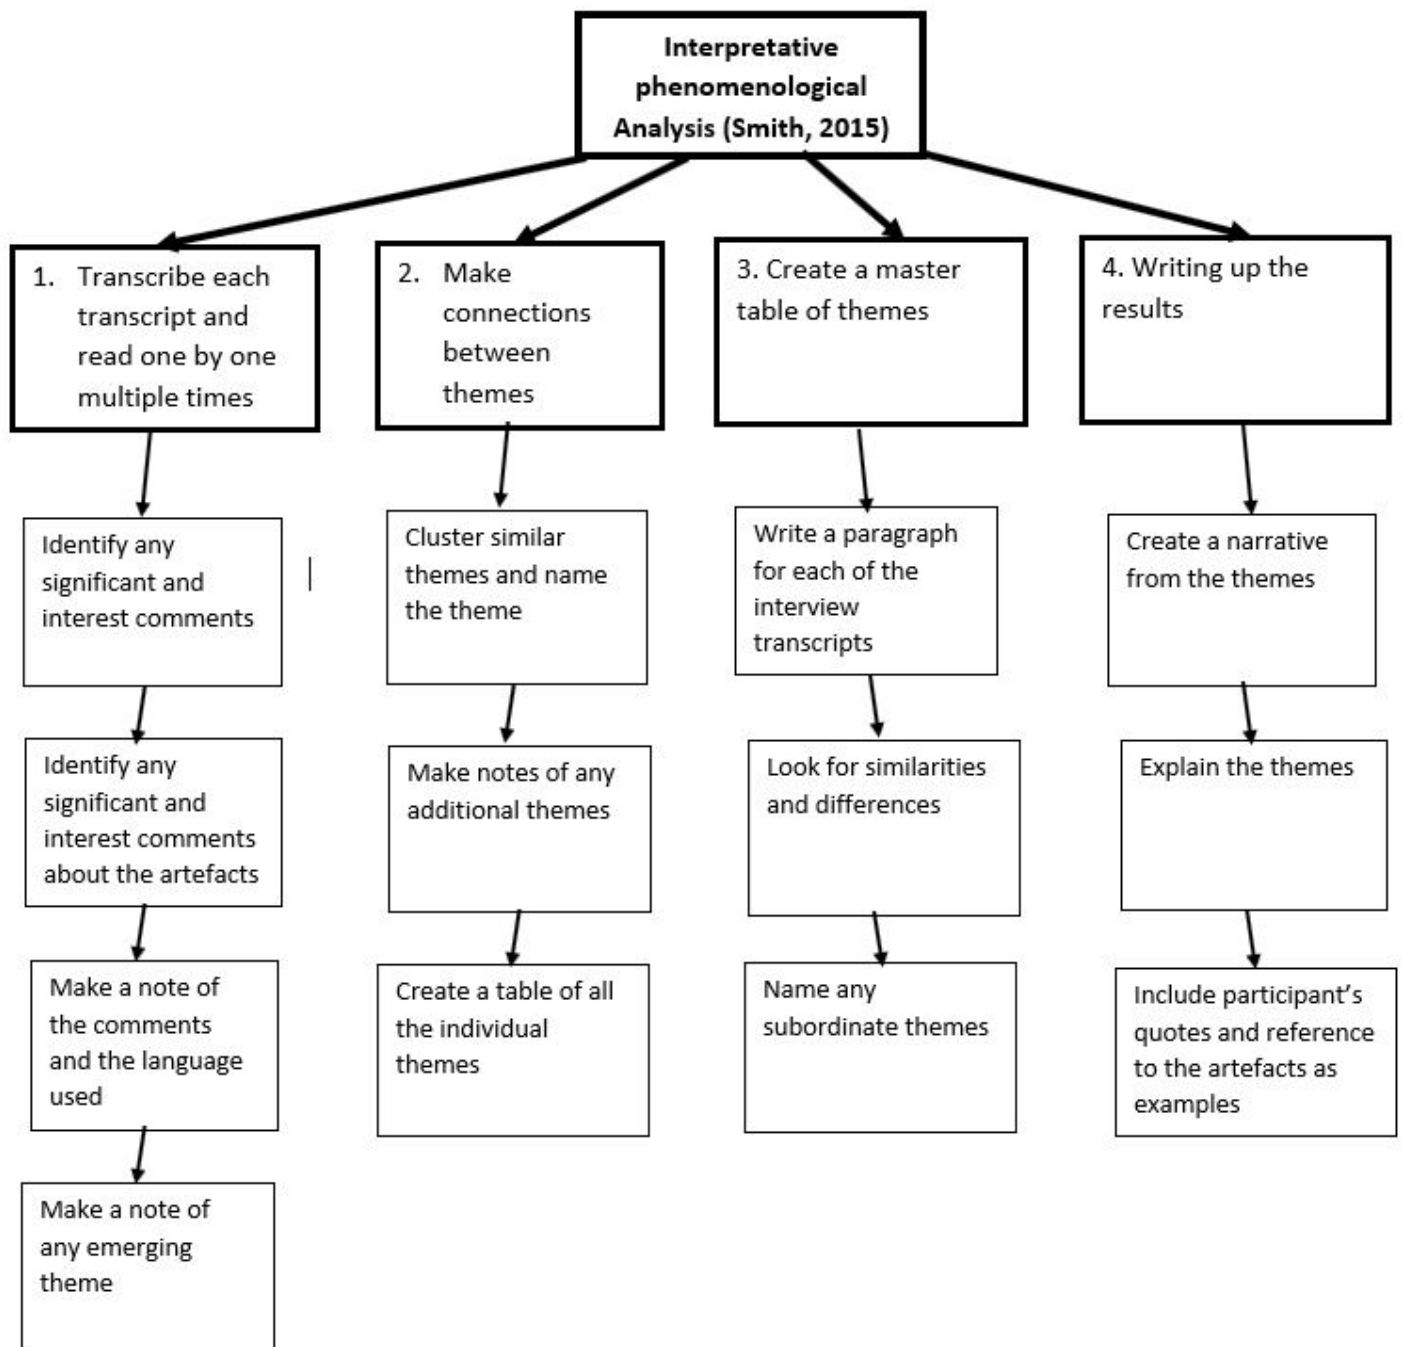 Interpretative
phenomenological
Analysis (Smith, 2015)
1. Transcribe each
transcript and
read one by one
multiple times
2. Make
connections
between
themes
3. Create a master
table of themes
4. Writing up the
results
Identify any
significant and
interest comments
Cluster similar
themes and name
the theme
Write a paragraph
for each of the
interview
transcripts
Create a narrative
from the themes
Identify any
significant and
interest comments
about the artefacts
Make notes of any
additional themes
Look for similarities
and differences
Explain the themes
Make a note of
the comments
and the language
used
Create a table of all
the individual
themes
Name any
subordinate themes
Include participant’s
quotes and reference
to the artefacts as
examples
Make a note of
any emerging
theme